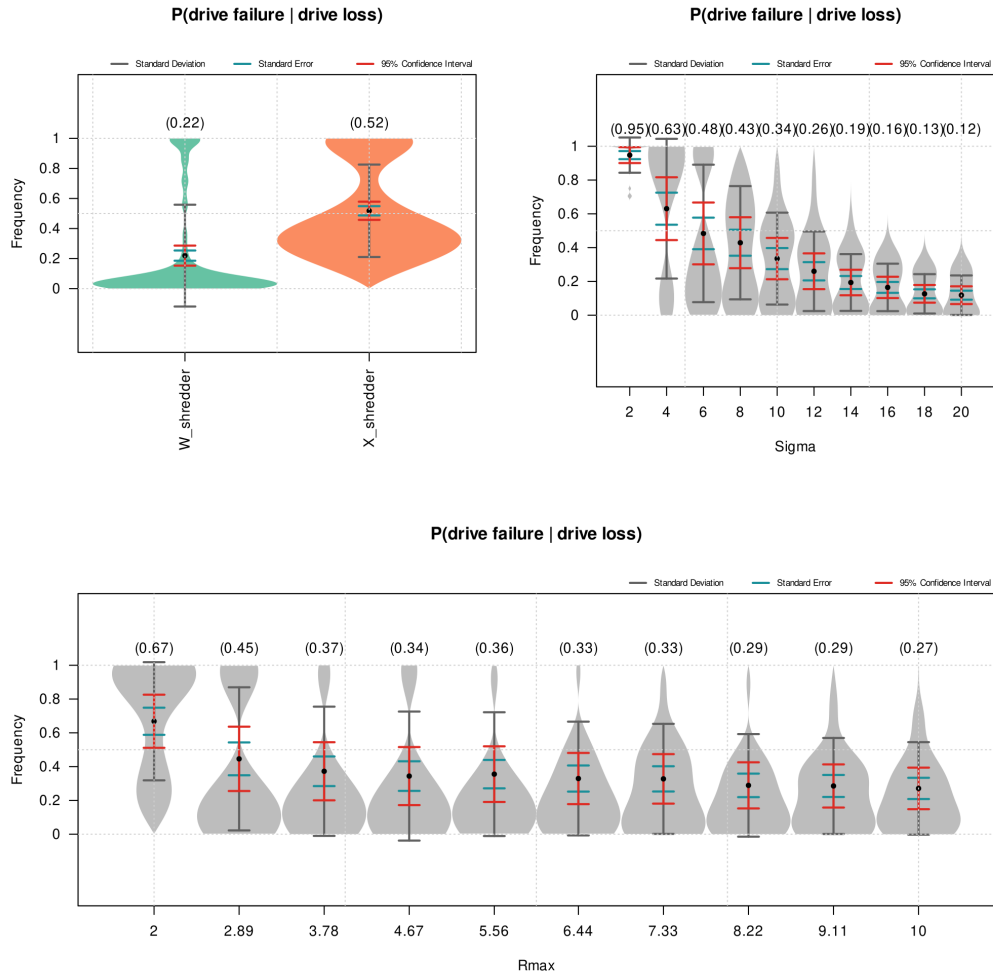 P(drive failure | drive loss)
Standard Deviation Standard Error 95% Confidence Interval
(0.22) (0.52)
1
0.8
0.6
0.4
0.2
0
Frequency
W_shredder X_shredder
P(drive failure | drive loss)
Standard Deviation Standard Error 95% Confidence Interval
(0.95) (0.63) (0.48) (0.43) (0.34) (0.26) (0.19) (0.16) (0.13) (0.12)
1
0.8
0.6
0.4
0.2
0
Frequency
2 4 6 8 10 12 14 16 18 20
Sigma
P(drive failure | drive loss)
Standard Deviation Standard Error 95% Confidence Interval
(0.67) (0.45) (0.37) (0.34) (0.36) (0.33) (0.33) (0.29) (0.29) (0.27)
1
0.8
0.6
0.4
0.2
0
Frequency
2 2.89 3.78 4.67 5.56 6.44 7.33 8.22 9.11 10
Rmax